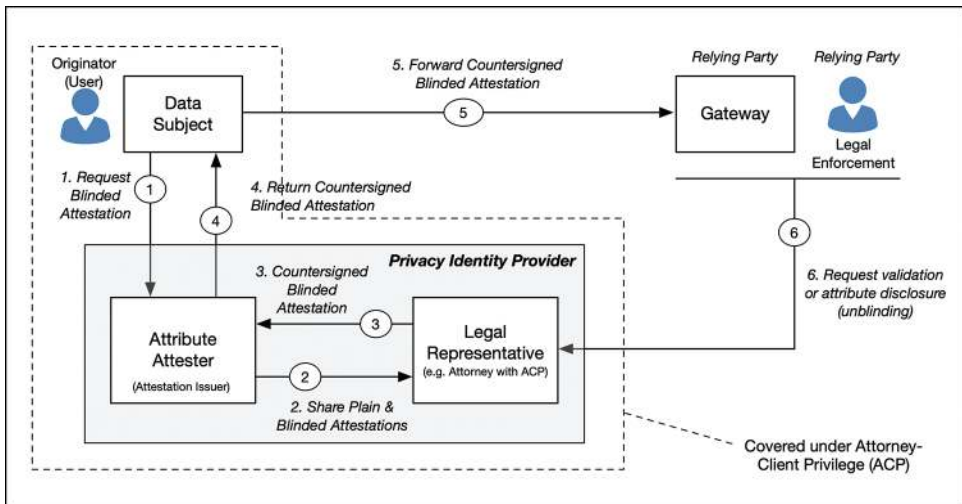 Originator
(User)
Data
Subject
5. Forward Countersigned
Blinded Attestation
5
Relying Party
Gateway
Relying Party
Legal
Enforcement
1. Request
Blinded
Attestation
1
4
4. Return Countersigned
Blinded Attestation
6
6. Request validation
or attribute disclosure
(unblinding)
Privacy Identity Provider
3. Countersigned
Blinded
Attestation
3
Attribute
Attester
(Attestation Issuer)
Legal
Representative
(e.g. Attorney with ACP)
2
2. Share Plain &
Blinded Attestations
Covered under Attorney-
Client Privilege (ACP)